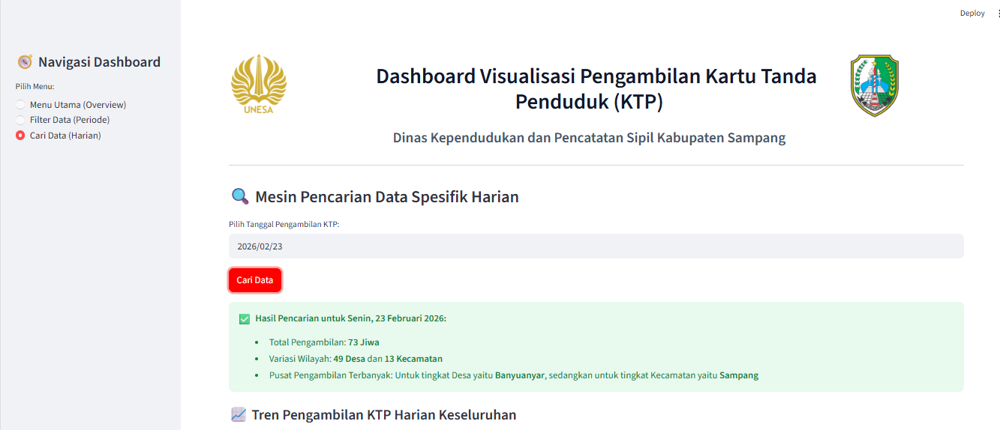 Deploy
Navigasi Dashboard
Pilih Menu:
Menu Utama (Overview)
Filter Data (Periode)
Cari Data (Harian)
UNESA
Dashboard Visualisasi Pengambilan Kartu Tanda
Penduduk (KTP)
Dinas Kependudukan dan Pencatatan Sipil Kabupaten Sampang
Mesin Pencarian Data Spesifik Harian
Pilih Tanggal Pengambilan KTP:
2026/02/23
Cari Data
Hasil Pencarian untuk Senin, 23 Februari 2026:
• Total Pengambilan: 73 Jiwa
• Variasi Wilayah: 49 Desa dan 13 Kecamatan
• Pusat Pengambilan Terbanyak: Untuk tingkat Desa yaitu Banyuanyar, sedangkan untuk tingkat Kecamatan yaitu Sampang
Tren Pengambilan KTP Harian Keseluruhan